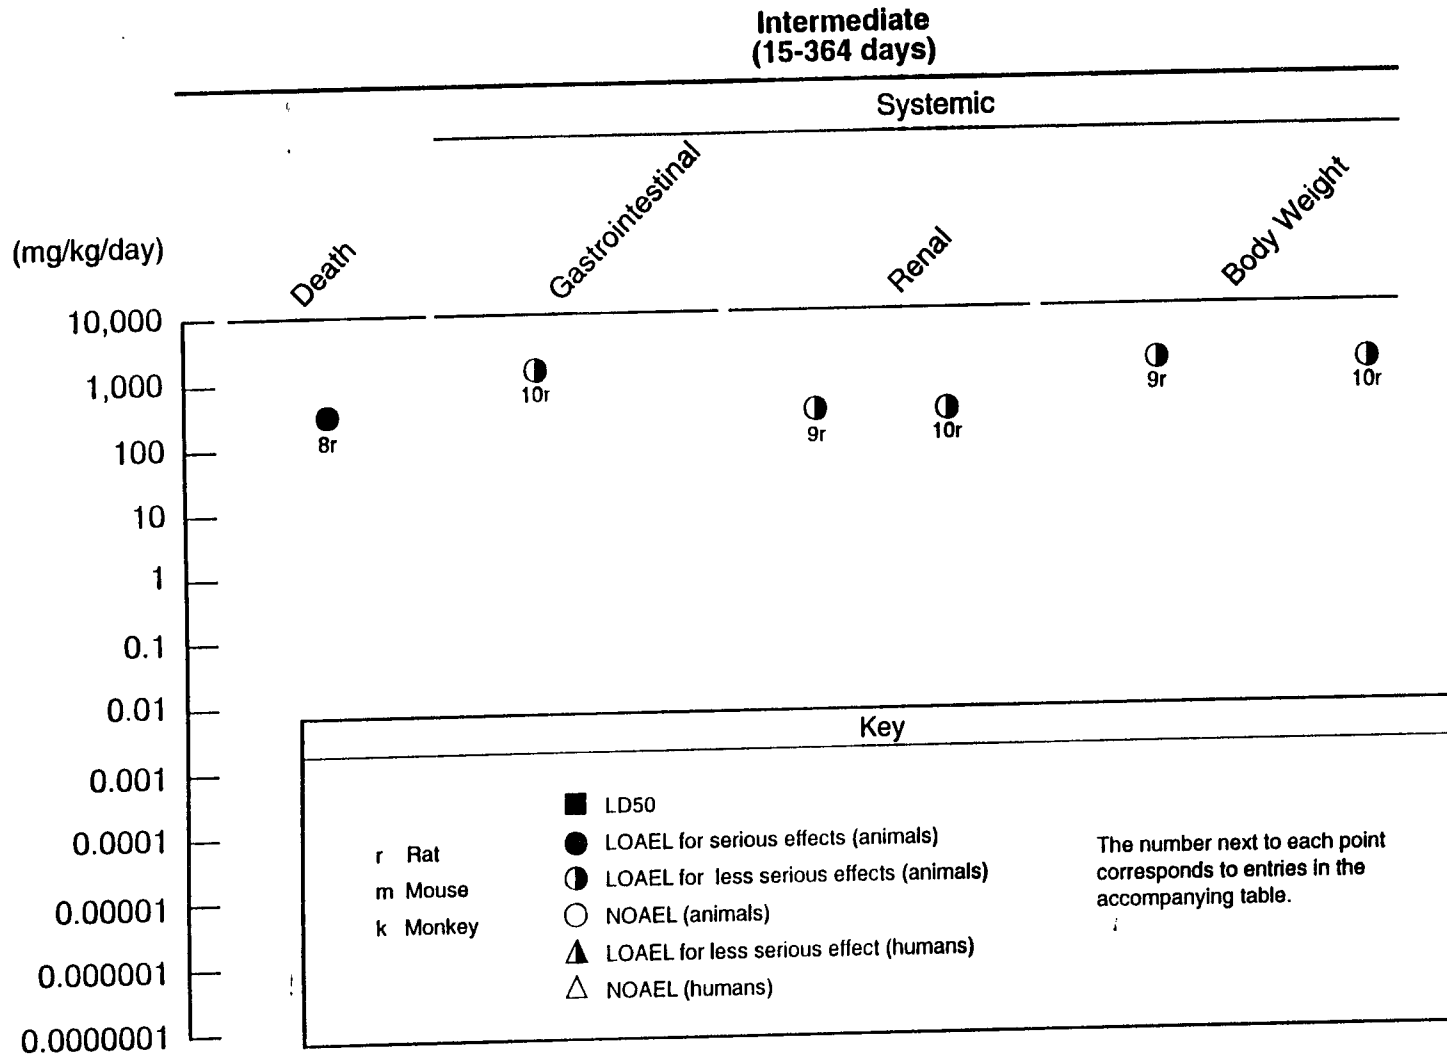 Intermediate
(15-364 days)
Systemic
(mg/kg/day)
Death
Gastrointestinal
Renal
Body Weight
10,000
1,000
100
10
1
0.1
0.01
0.001
0.0001
0.00001
0.000001
0.0000001
8r
10r
9r
10r
9r
10r
Key
r Rat
m Mouse
k Monkey
LD50
LOAEL for serious effects (animals)
LOAEL for less serious effects (animals)
NOAEL (animals)
LOAEL for less serious effect (humans)
NOAEL (humans)
The number next to each point
corresponds to entries in the
accompanying table.